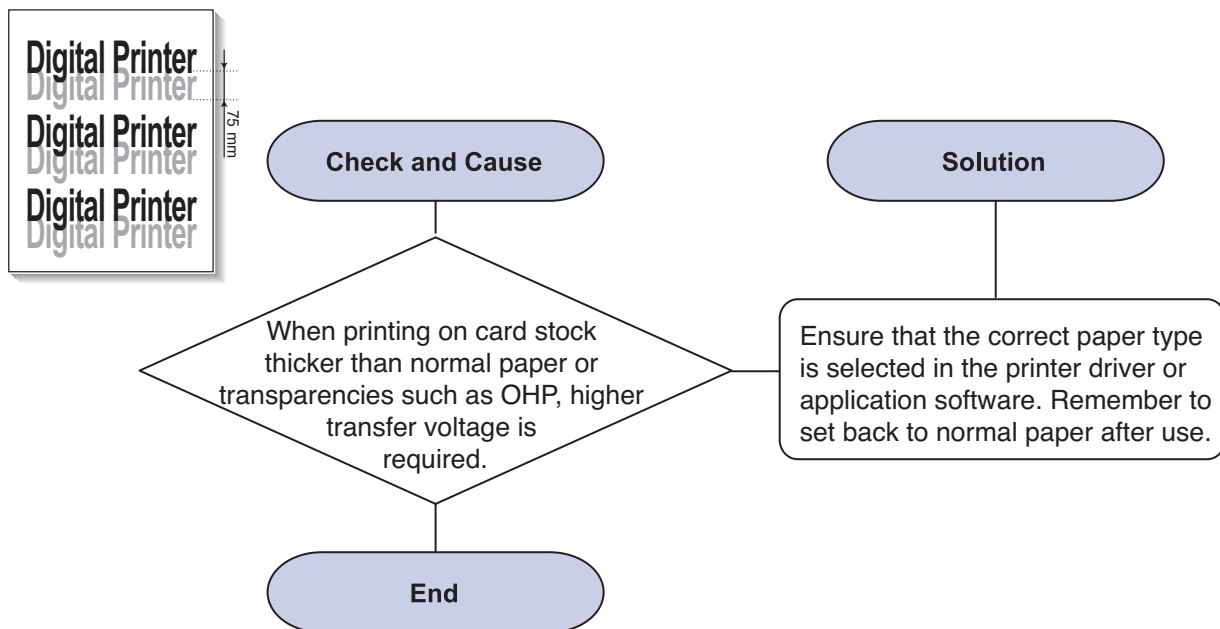 Digital Printer
Digital Printer
75 mm
Digital Printer
Digital Printer
Digital Printer
Digital Printer
Check and Cause
Solution
When printing on card stock
thicker than normal paper or
transparencies such as OHP, higher
transfer voltage is
required.
Ensure that the correct paper type
is selected in the printer driver or
application software. Remember to
set back to normal paper after use.
End